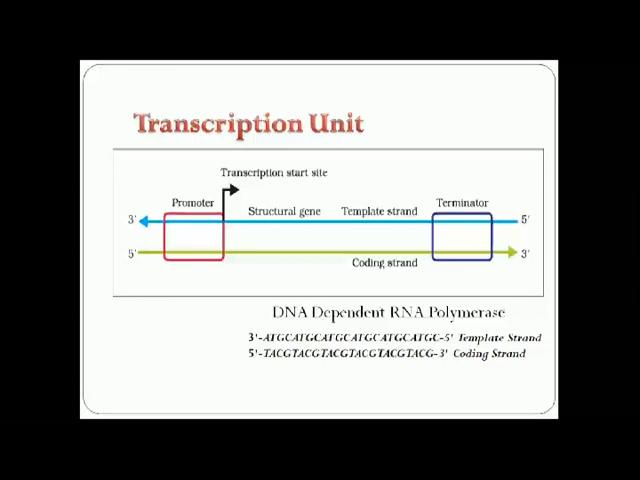 Transcription Unit
Transcription start site
Promoter
Terminator
3'
Structural gene
Template strand
5'
5'
3'
Coding strand
DNA Dependent RNA Polymerase
3'-ATGCATGCATGCATGCATGCATGC-5' Template Strand
5'-TACGTACGTACGTACGTACGTACG-3' Coding Strand